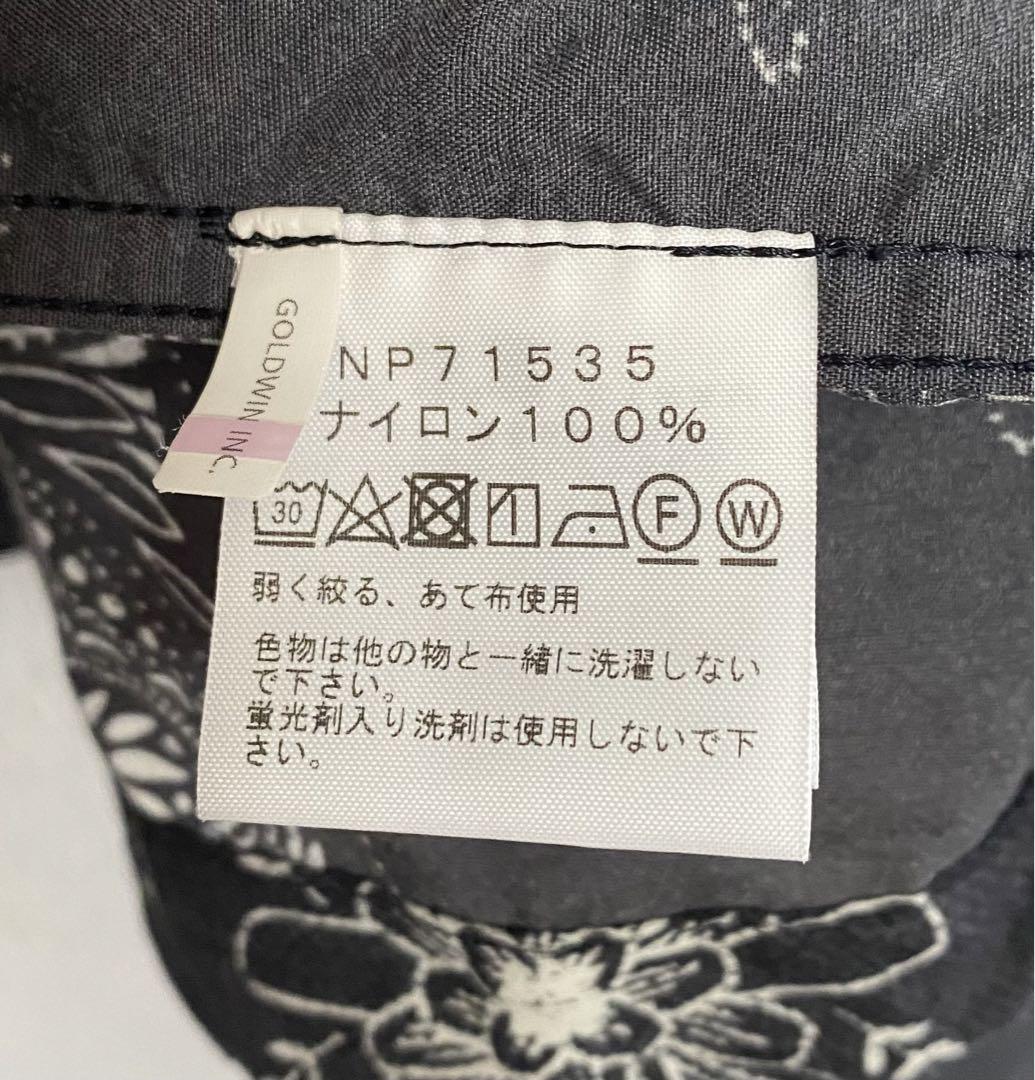 GOLDWIN INC.
NP71535
ナイロン100%
30 F W
弱く絞る、あて布使用
色物は他の物と一緒に洗濯しない
で下さい。
蛍光剤入り洗剤は使用しないで下
さい。